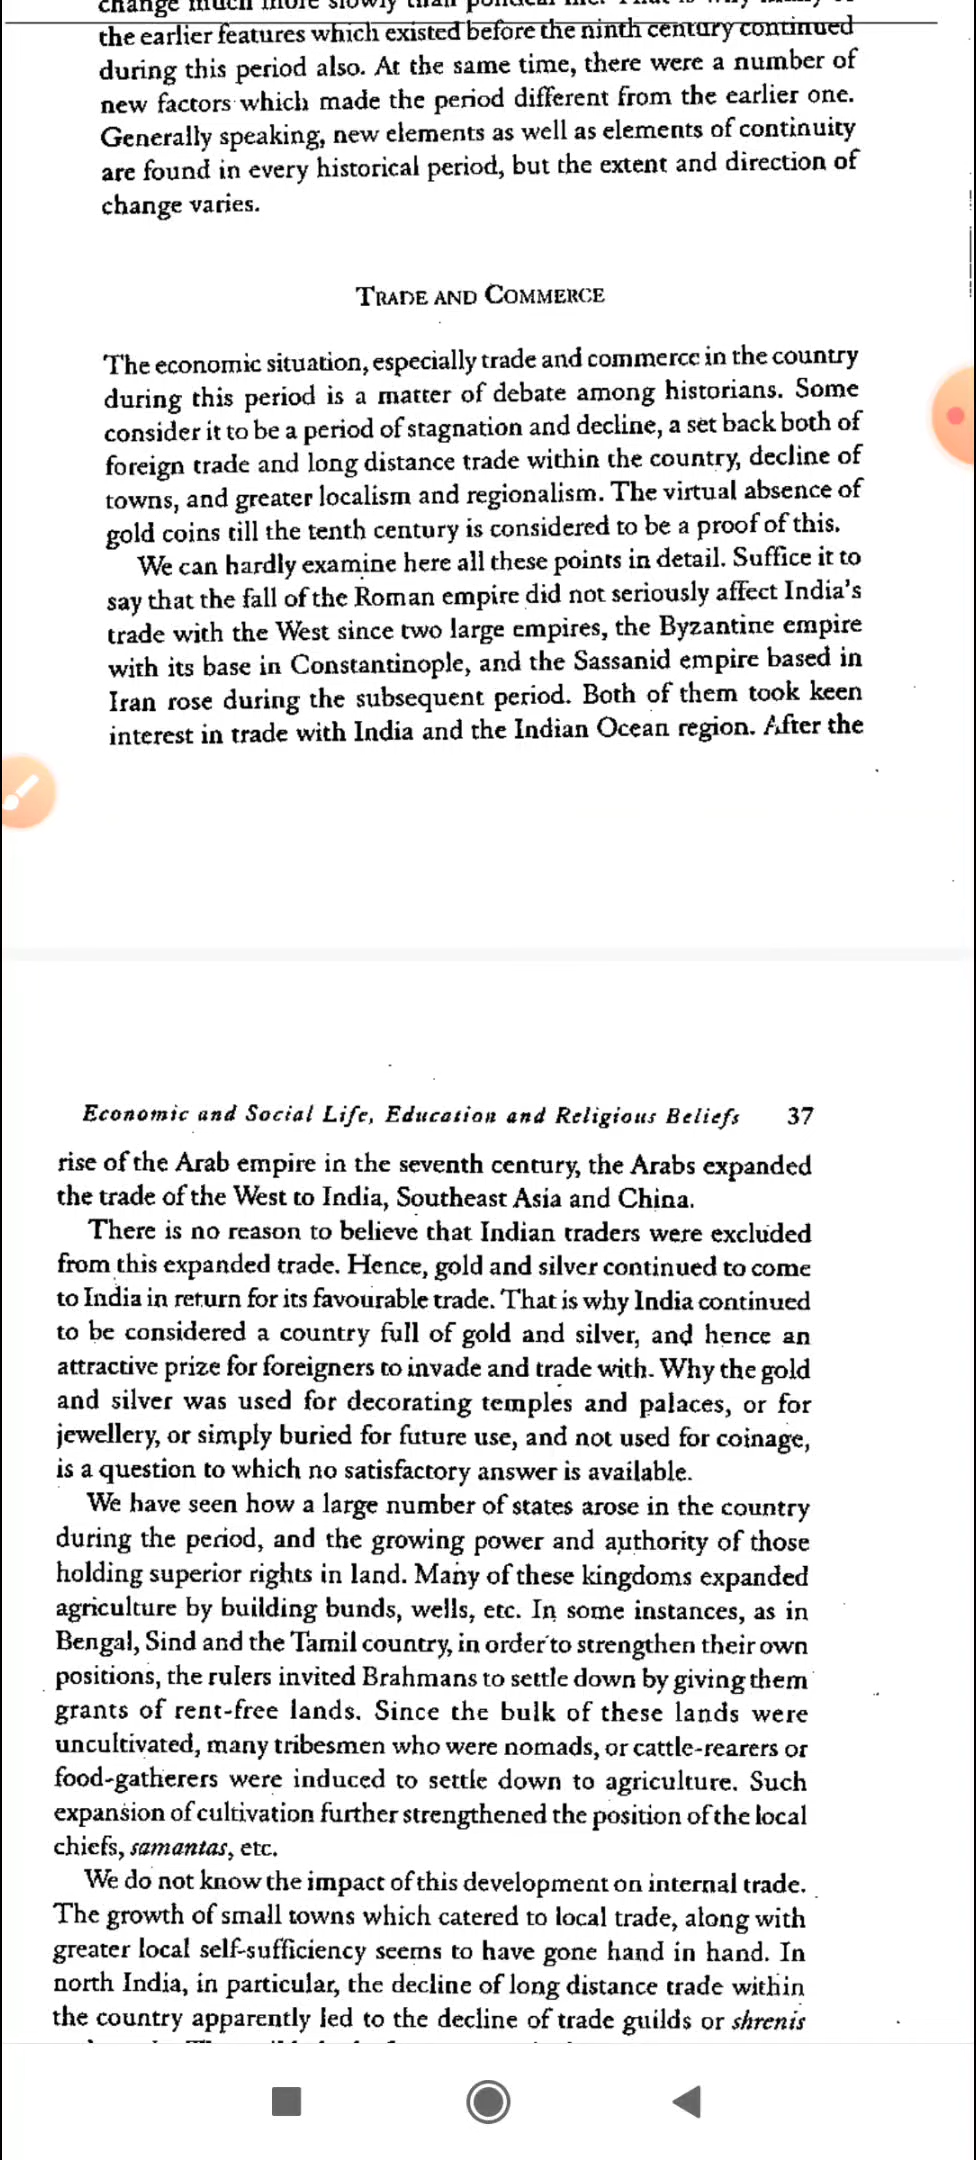 the earlier features which existed before the ninth century continued
during this period also. At the same time, there were a number of
new factors which made the period different from the earlier one.
Generally speaking, new elements as well as elements of continuity
are found in every historical period, but the extent and direction of
change varies.
TRADE AND COMMERCE
The economic situation, especially trade and commerce in the country
during this period is a matter of debate among historians. Some
consider it to be a period of stagnation and decline, a set back both of
foreign trade and long distance trade within the country, decline of
towns, and greater localism and regionalism. The virtual absence of
gold coins till the tenth century is considered to be a proof of this.
We can hardly examine here all these points in detail. Suffice it to
say that the fall of the Roman empire did not seriously affect India's
trade with the West since two large empires, the Byzantine empire
with its base in Constantinople, and the Sassanid empire based in
Iran rose during the subsequent period. Both of them took keen
interest in trade with India and the Indian Ocean region. After the
Economic and Social Life, Education and Religious Beliefs 37
rise of the Arab empire in the seventh century, the Arabs expanded
the trade of the West to India, Southeast Asia and China.
There is no reason to believe that Indian traders were excluded
from this expanded trade. Hence, gold and silver continued to come
to India in return for its favourable trade. That is why India continued
to be considered a country full of gold and silver, and hence an
attractive prize for foreigners to invade and trade with. Why the gold
and silver was used for decorating temples and palaces, or for
jewellery, or simply buried for future use, and not used for coinage,
is a question to which no satisfactory answer is available.
We have seen how a large number of states arose in the country
during the period, and the growing power and authority of those
holding superior rights in land. Many of these kingdoms expanded
agriculture by building bunds, wells, etc. In some instances, as in
Bengal, Sind and the Tamil country, in order to strengthen their own
positions, the rulers invited Brahmans to settle down by giving them
grants of rent-free lands. Since the bulk of these lands were
uncultivated, many tribesmen who were nomads, or cattle-rearers or
food-gatherers were induced to settle down to agriculture. Such
expansion of cultivation further strengthened the position of the local
chiefs, samantas, etc.
We do not know the impact of this development on internal trade.
The growth of small towns which catered to local trade, along with
greater local self-sufficiency seems to have gone hand in hand. In
north India, in particular, the decline of long distance trade within
the country apparently led to the decline of trade guilds or shrenis